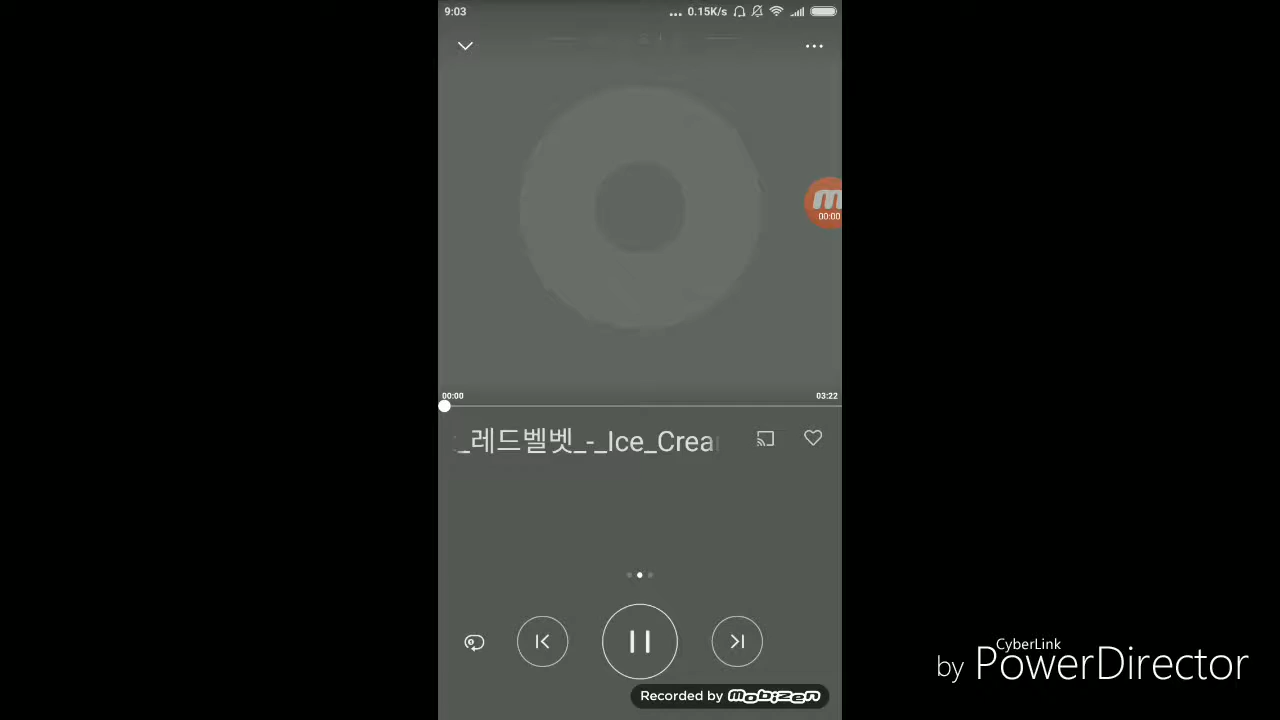 9:03
... 0.15K/s
m
00:00
00:00
03:22
_레드벨벳_-_Ice_Crea
CyberLink
by PowerDirector
Recorded by mobizen